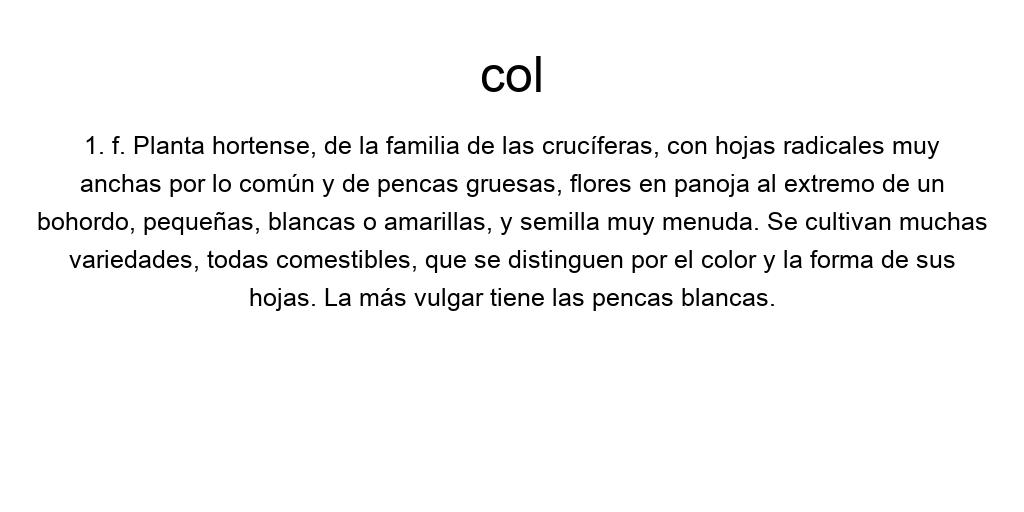 col
1. f. Planta hortense, de la familia de las crucíferas, con hojas radicales muy
anchas por lo común y de pencas gruesas, flores en panoja al extremo de un
bohordo, pequeñas, blancas o amarillas, y semilla muy menuda. Se cultivan muchas
variedades, todas comestibles, que se distinguen por el color y la forma de sus
hojas. La más vulgar tiene las pencas blancas.